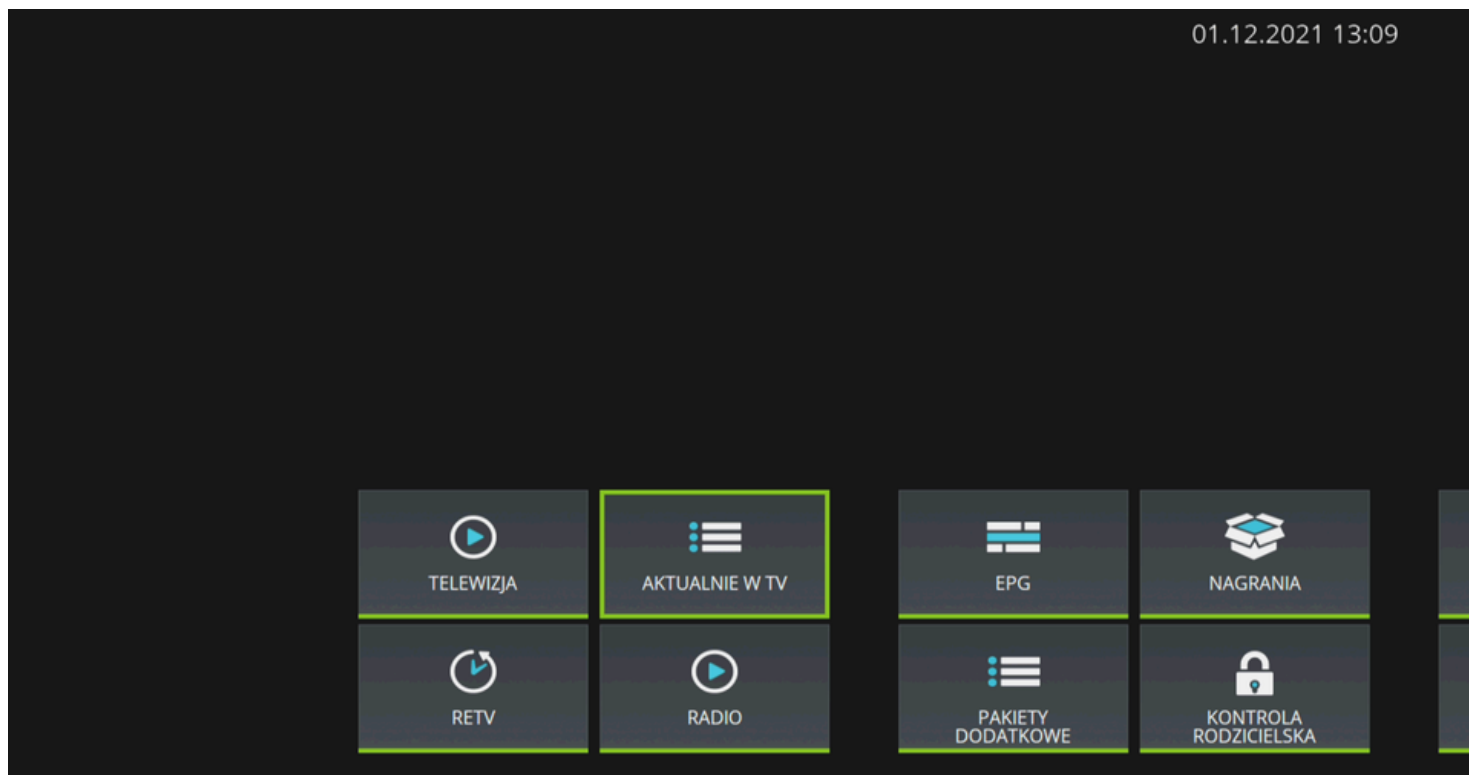 01.12.2021 13:09
TELEWIZJA
AKTUALNIE W TV
EPG
NAGRANIA
RETV
RADIO
PAKIETY
DODATKOWE
KONTROLA
RODZICIELSKA